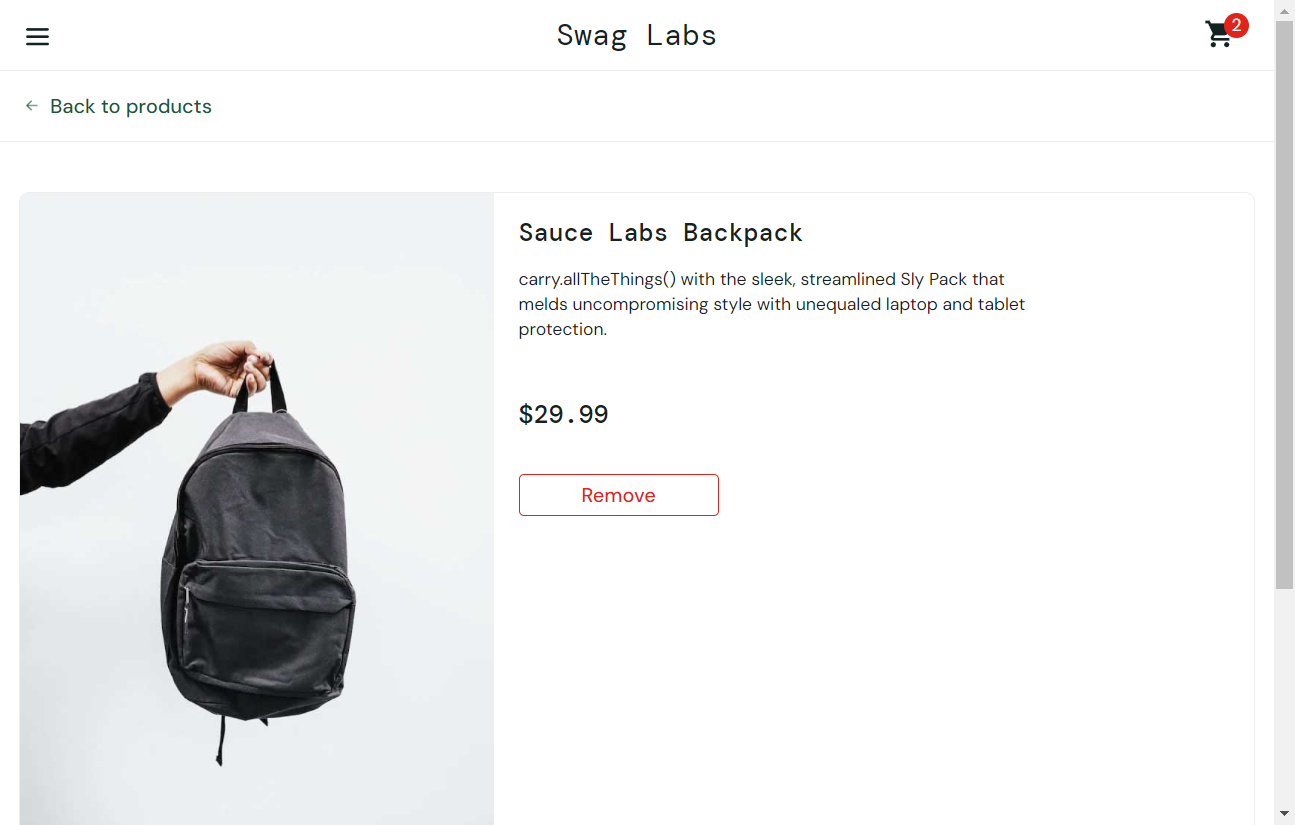 Swag Labs
2
Back to products
Sauce Labs Backpack
carry.allTheThings() with the sleek, streamlined Sly Pack that
melds uncompromising style with unequaled laptop and tablet
protection.
$29.99
Remove